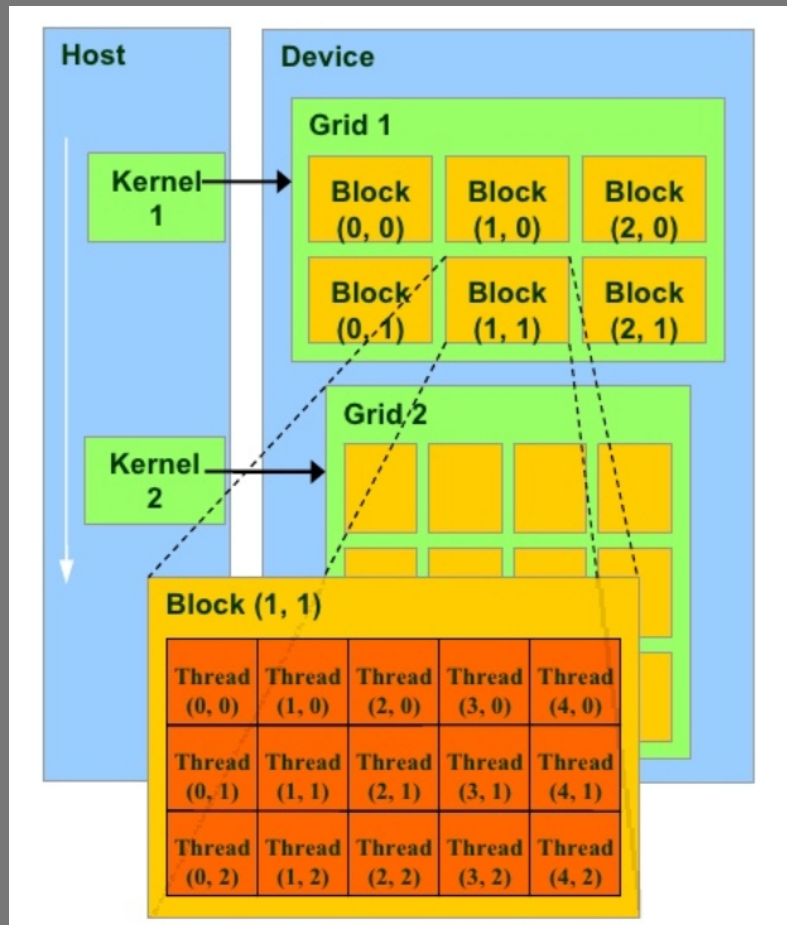 Host
Device
Grid 1
Kernel
1
Block
(0, 0)
Block
(1, 0)
Block
(2, 0)
Block
(0, 1)
Block
(1, 1)
Block
(2, 1)
Grid 2
Kernel
2
Block (1, 1)
Thread
(0, 0)
Thread
(1, 0)
Thread
(2, 0)
Thread
(3, 0)
Thread
(4, 0)
Thread
(0, 1)
Thread
(1, 1)
Thread
(2, 1)
Thread
(3, 1)
Thread
(4, 1)
Thread
(0, 2)
Thread
(1, 2)
Thread
(2, 2)
Thread
(3, 2)
Thread
(4, 2)